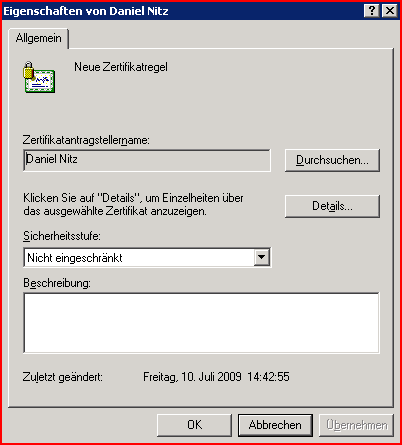 Eigenschaften von Daniel Nitz
Allgemein
Neue Zertifikatregel
Zertifikatantragstellername:
Daniel Nitz
Durchsuchen...
Klicken Sie auf "Details", um Einzelheiten über
das ausgewählte Zertifikat anzuzeigen.
Details...
Sicherheitsstufe:
Nicht eingeschränkt
Beschreibung:
Zuletzt geändert: Freitag, 10. Juli 2009 14:42:55
OK Abbrechen Übernehmen